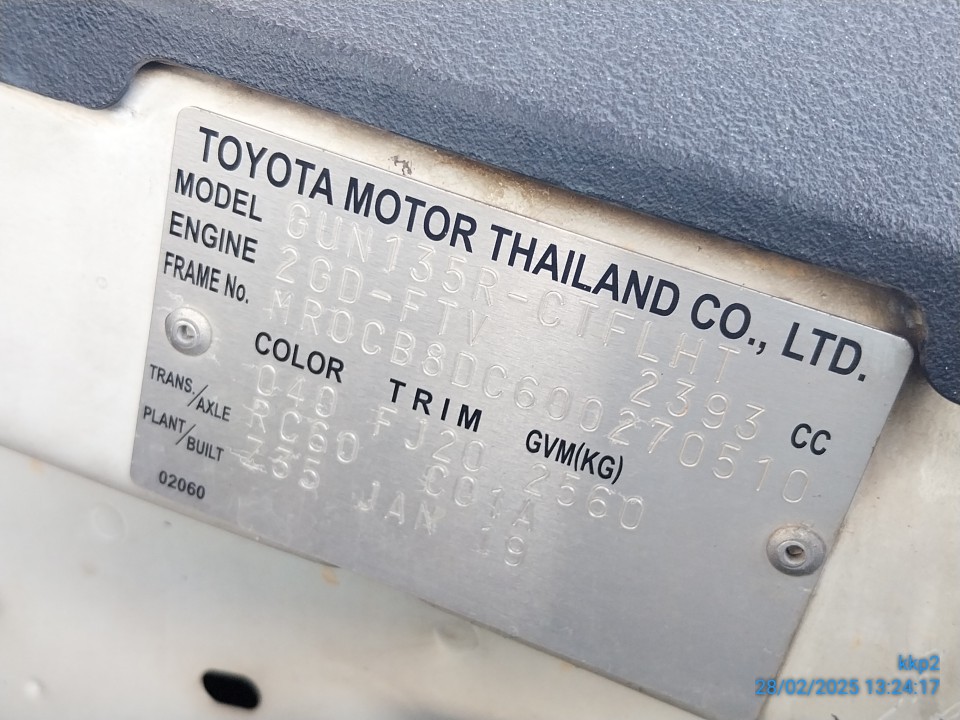 TOYOTA MOTOR THAILAND CO., LTD.
MODEL GUN135R-CTFLHT
ENGINE 2GD-FTV 2393 CC
FRAME No. MR0CB8DC600270510
COLOR TRIM GVM(KG)
040 FJ20 2560
TRANS./AXLE RC60 C01A
PLANT/BUILT Z35 JAN 19
02060
kkp2
28/02/2025 13:24:17